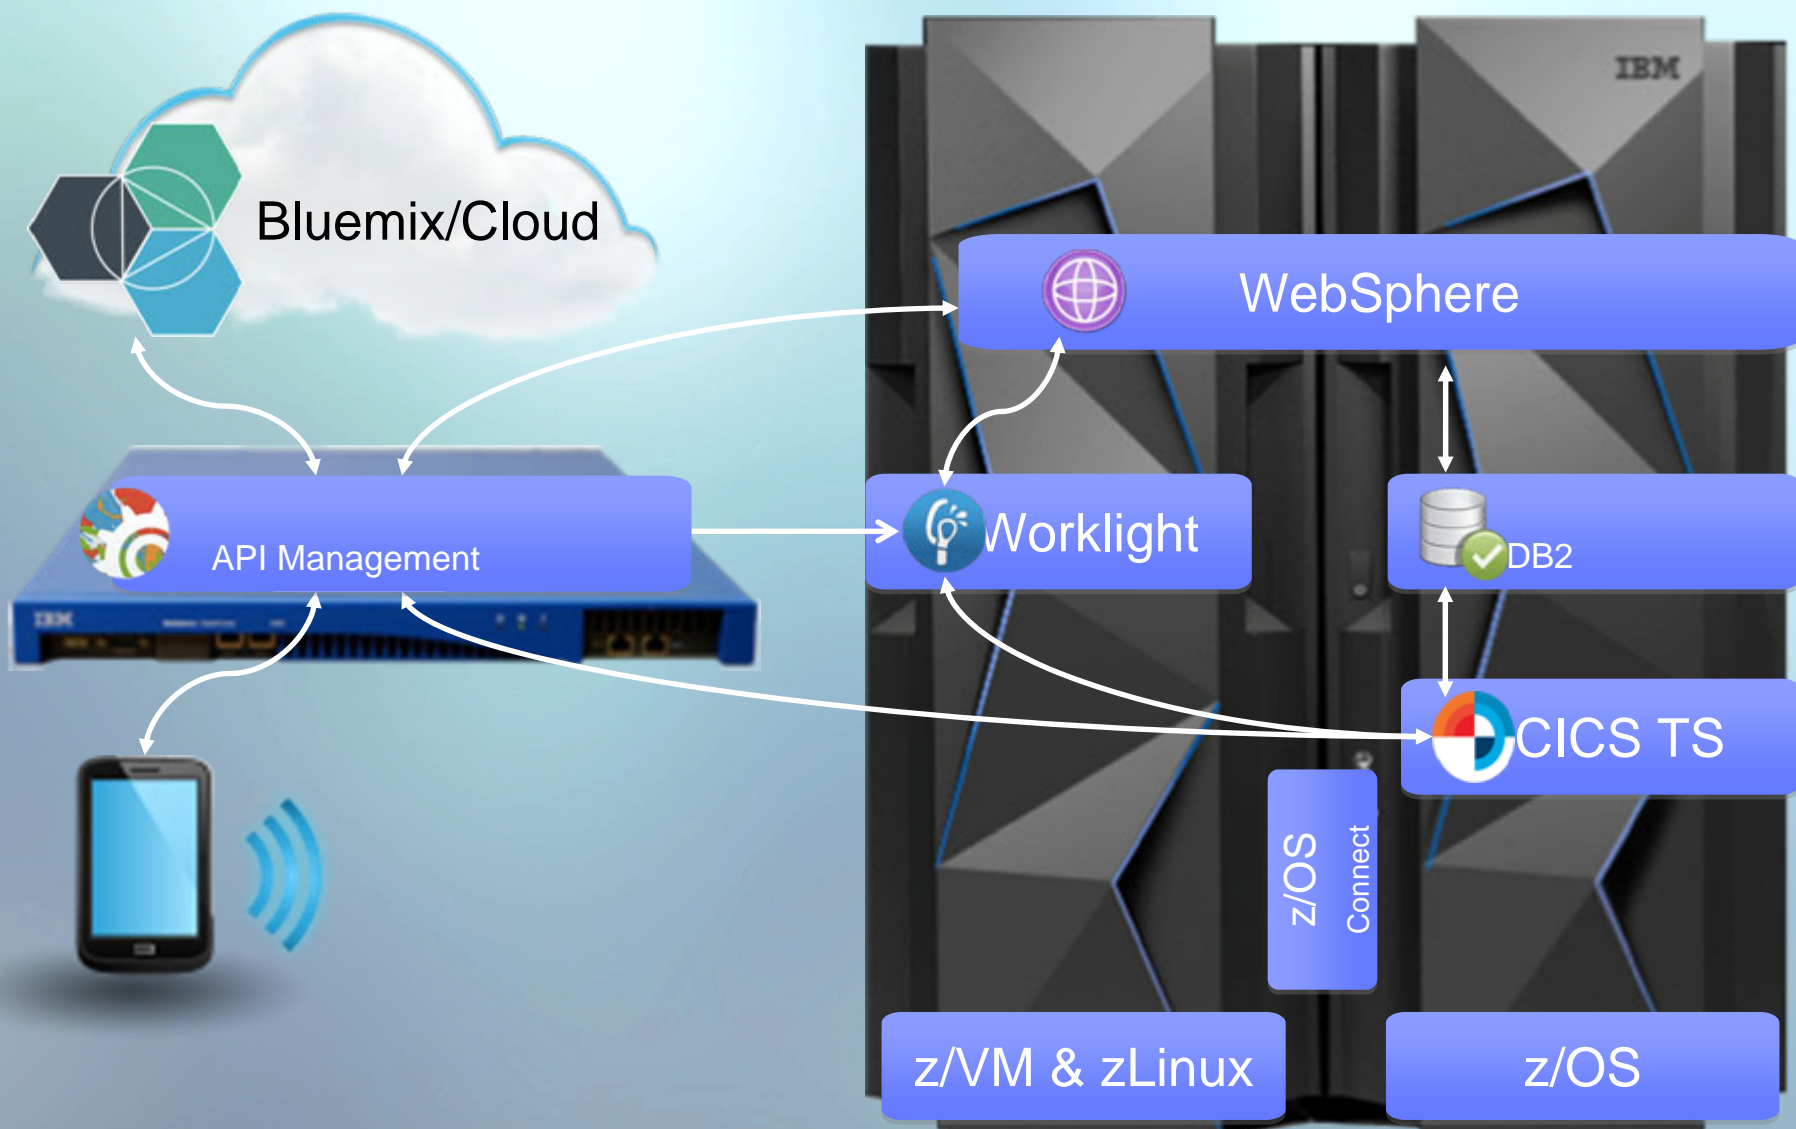 IBM
Bluemix/Cloud
WebSphere
Worklight
API Management
DB2
IBM
CICS TS
z/OS
Connect
z/VM & zLinux
z/OS